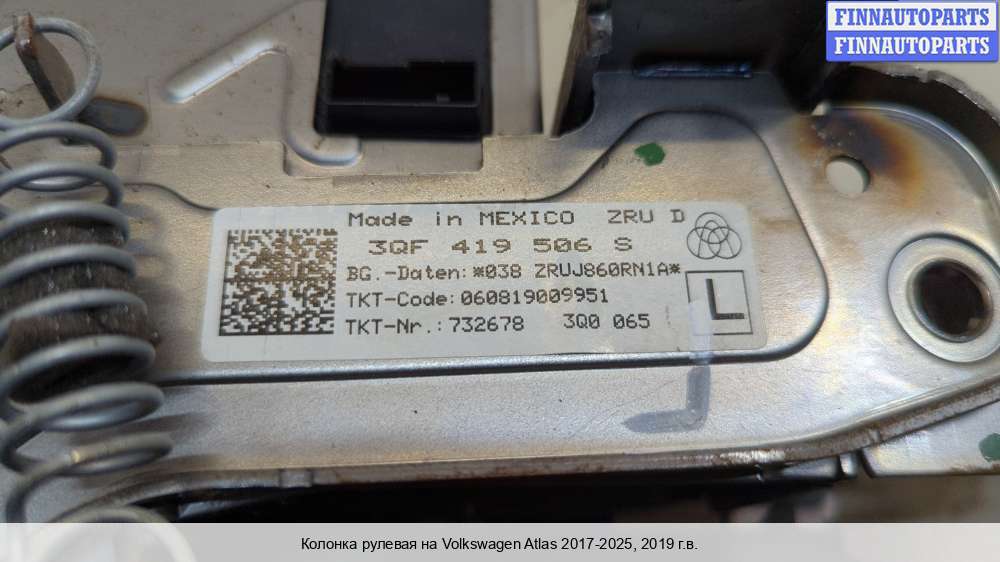 FINNAUTOPARTS
FINNAUTOPARTS
Made in MEXICO ZRU D
3QF 419 506 S
BG.-Daten:*038 ZRUJ860RN1A*
TKT-Code:060819009951
TKT-Nr.:732678 3Q0 065
L
Колонка рулевая на Volkswagen Atlas 2017-2025, 2019 г.в.